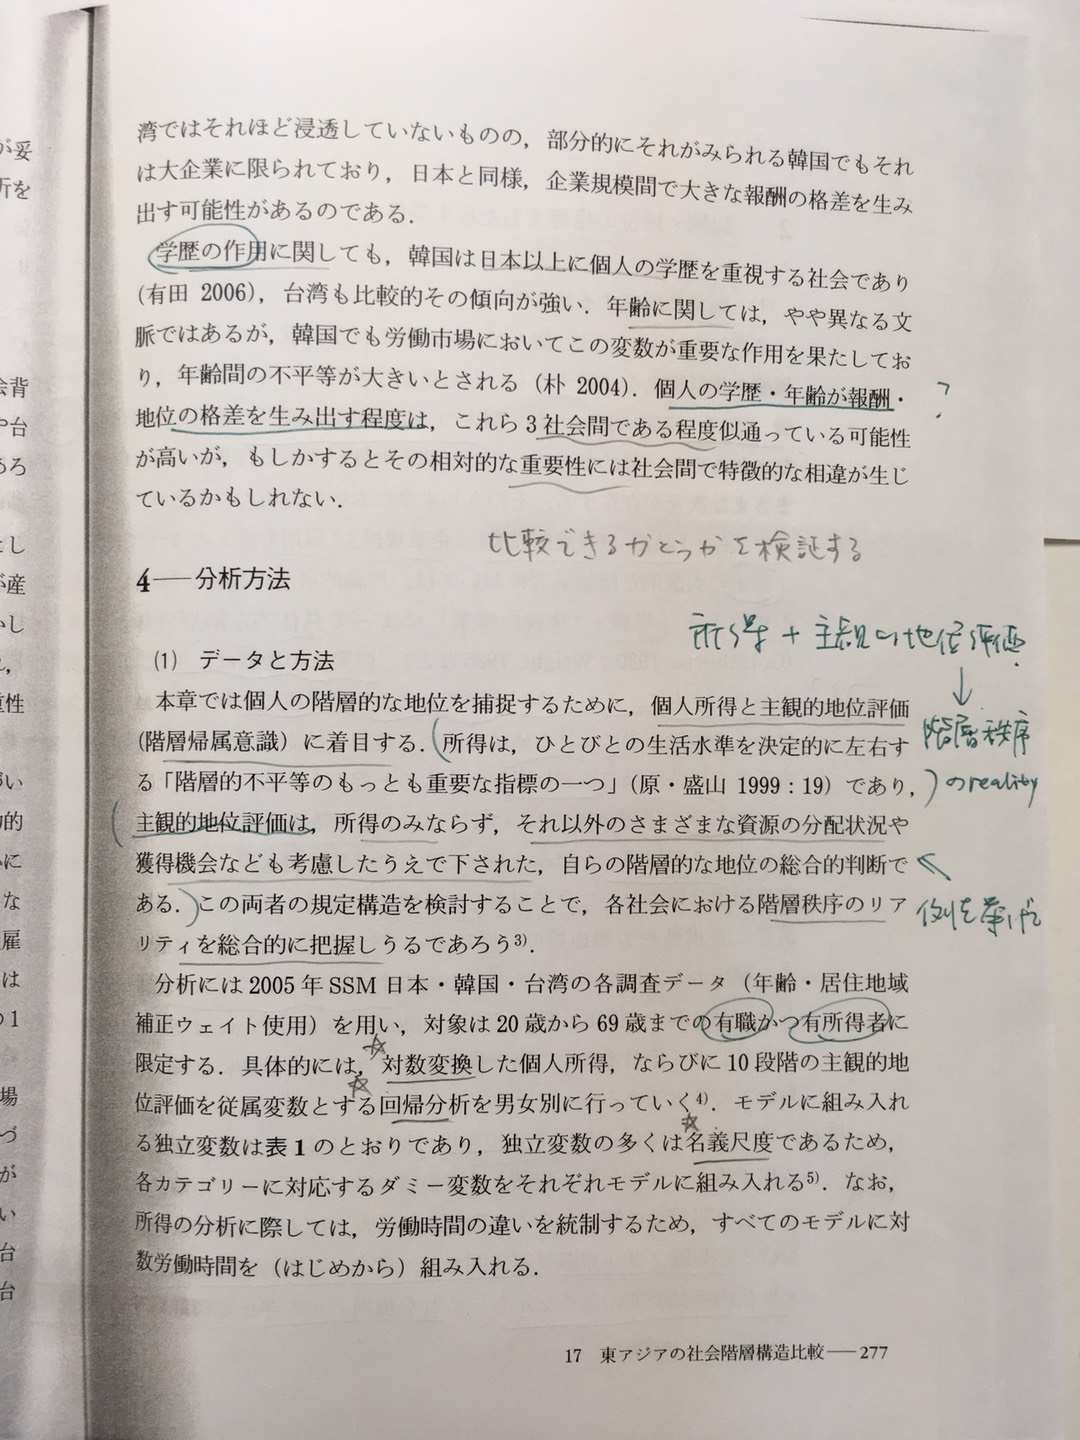 湾ではそれほど浸透していないものの，部分的にそれがみられる韓国でもそれ
は大企業に限られており，日本と同様，企業規模間で大きな報酬の格差を生み
出す可能性があるのである．
学歴の作用に関しても，韓国は日本以上に個人の学歴を重視する社会であり
(有田 2006)，台湾も比較的その傾向が強い．年齢に関しては，やや異なる文
脈ではあるが，韓国でも労働市場においてこの変数が重要な作用を果たしてお
り，年齢間の不平等が大きいとされる（朴 2004）．個人の学歴・年齢が報酬・
?
地位の格差を生み出す程度は，これら 3 社会間である程度似通っている可能性
が高いが，もしかするとその相対的な重要性には社会間で特徴的な相違が生じ
ているかもしれない．
比較できるかどうかを検証する
4──分析方法
所得 + 主観的地位評価
(1) データと方法
本章では個人の階層的な地位を捕捉するために，個人所得と主観的地位評価
(階層帰属意識）に着目する．所得は，ひとびとの生活水準を決定的に左右す
階層秩序
る「階層的不平等のもっとも重要な指標の一つ」(原・盛山 1999：19）であり，
のreality
主観的地位評価は，所得のみならず，それ以外のさまざまな資源の分配状況や
獲得機会なども考慮したうえで下された，自らの階層的な地位の総合的判断で
ある．この両者の規定構造を検討することで，各社会における階層秩序のリア
例を挙げて
リティを総合的に把握しうるであろう3)．
分析には 2005 年 SSM 日本・韓国・台湾の各調査データ（年齢・居住地域
補正ウェイト使用）を用い，対象は 20 歳から 69 歳までの有職かつ有所得者に
限定する．具体的には，対数変換した個人所得，ならびに 10 段階の主観的地
位評価を従属変数とする回帰分析を男女別に行っていく4)．モデルに組み入れ
る独立変数は表 1 のとおりであり，独立変数の多くは名義尺度であるため，
各カテゴリーに対応するダミー変数をそれぞれモデルに組み入れる5)．なお，
所得の分析に際しては，労働時間の違いを統制するため，すべてのモデルに対
数労働時間を（はじめから）組み入れる．
17 東アジアの社会階層構造比較──277